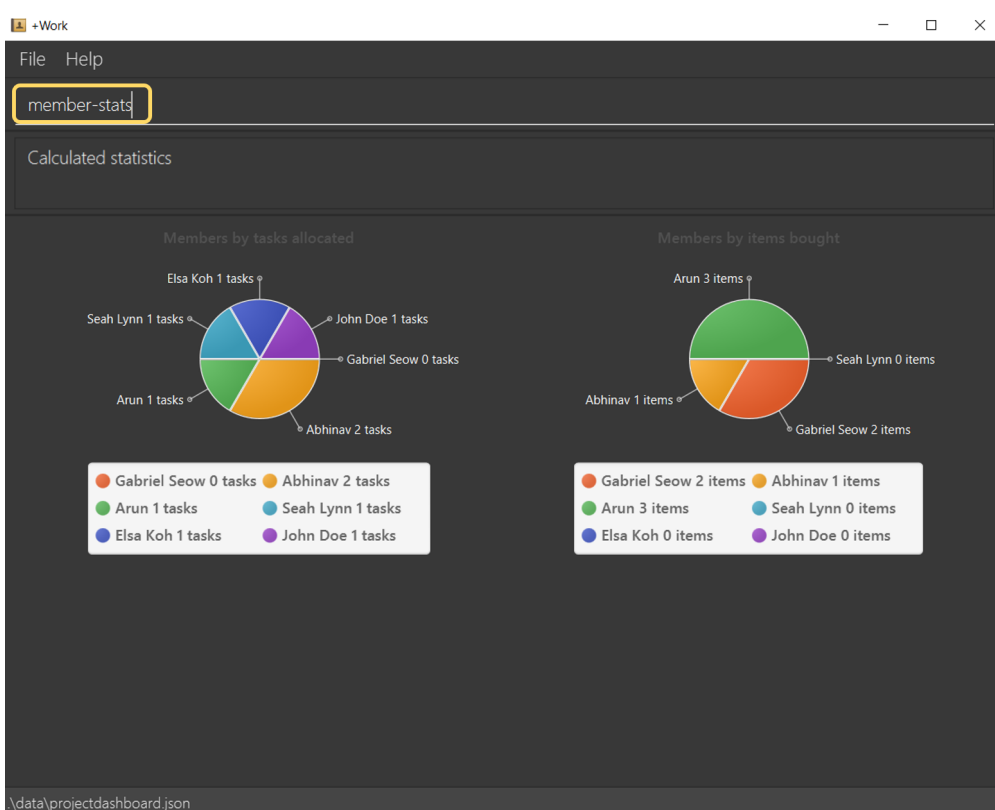 +Work
File Help
member-stats
Calculated statistics
Members by tasks allocated
Elsa Koh 1 tasks
Seah Lynn 1 tasks
John Doe 1 tasks
Gabriel Seow 0 tasks
Arun 1 tasks
Abhinav 2 tasks
Gabriel Seow 0 tasks Abhinav 2 tasks
Arun 1 tasks Seah Lynn 1 tasks
Elsa Koh 1 tasks John Doe 1 tasks
Members by items bought
Arun 3 items
Seah Lynn 0 items
Abhinav 1 items
Gabriel Seow 2 items
Gabriel Seow 2 items Abhinav 1 items
Arun 3 items Seah Lynn 0 items
Elsa Koh 0 items John Doe 0 items
.\data\projectdashboard.json